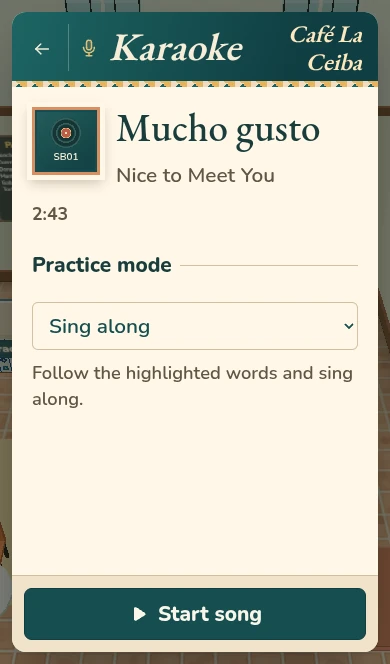 Karaoke
Café La
Ceiba
SB01
Mucho gusto
Nice to Meet You
2:43
Practice mode
Sing along
Follow the highlighted words and sing
along.
Start song